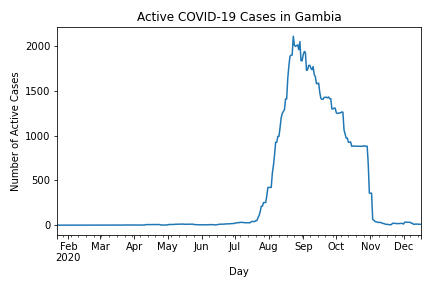 Active COVID-19 Cases in Gambia
Number of Active Cases
2000
1500
1000
500
0
Feb Mar Apr May Jun Jul Aug Sep Oct Nov Dec
2020
Day